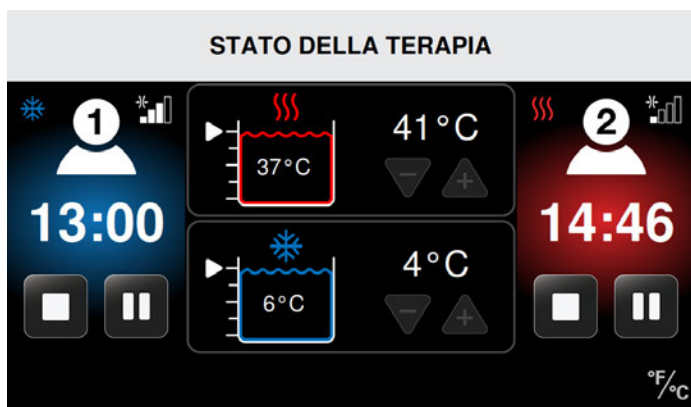 STATO DELLA TERAPIA
1
13:00
41°C
37°C
4°C
6°C
2
14:46
°F/°C